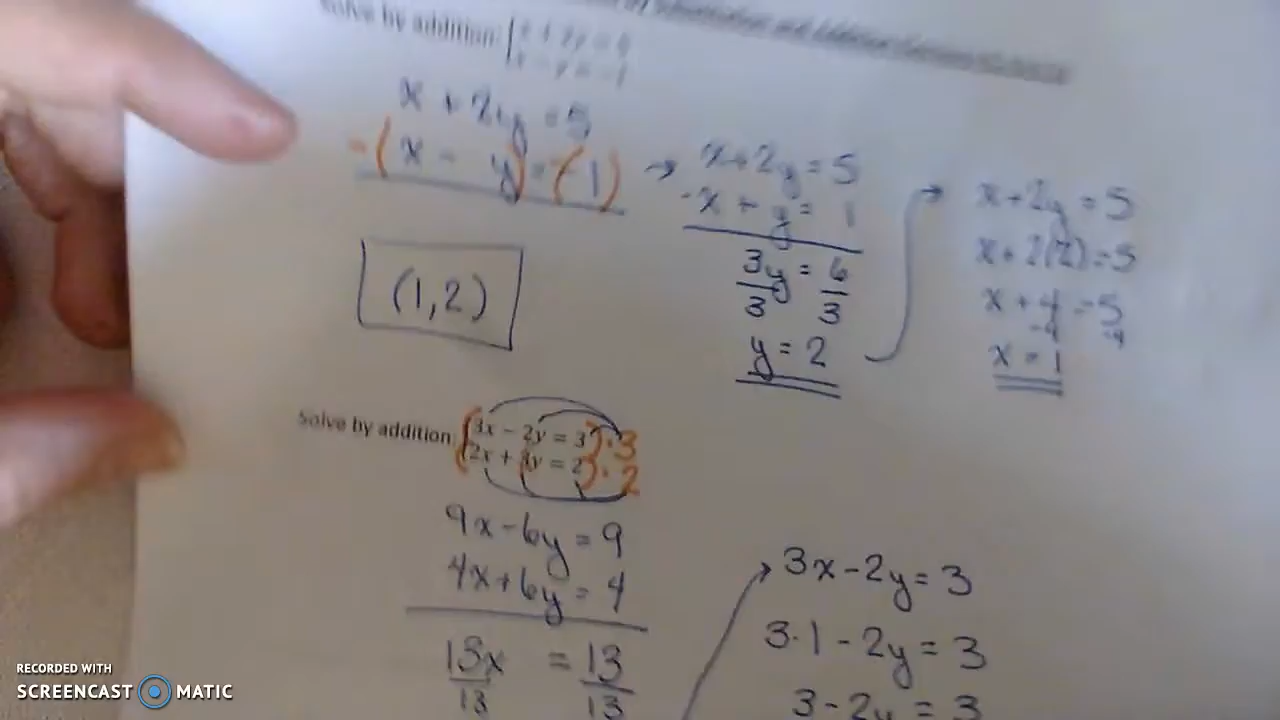 Solve by addition:
x + 2y = 5
-(x - y) = -(-1)
→ x + 2y = 5
-x + y = 1
3y = 6
3 3
y = 2
x + 2y = 5
x + 2(2) = 5
x + 4 = 5
-4 -4
x = 1
(1,2)
Solve by addition: 3x - 2y = 3) · 3
2x + 3y = 2) · 2
9x - 6y = 9
4x + 6y = 4
13x = 13
13 13
3x - 2y = 3
3·1 - 2y = 3
3 - 2y = 3
RECORDED WITH
SCREENCAST MATIC